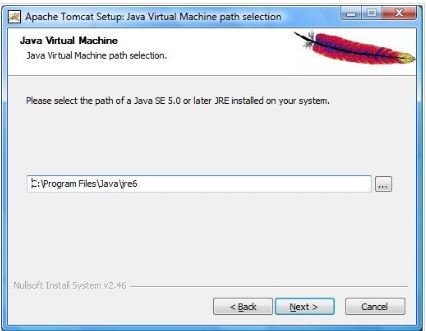 Apache Tomcat Setup: Java Virtual Machine path selection
Java Virtual Machine
Java Virtual Machine path selection.
Please select the path of a Java SE 5.0 or later JRE installed on your system.
C:\Program Files\Java\jre6
...
Nullsoft Install System v2.46
< Back
Next >
Cancel